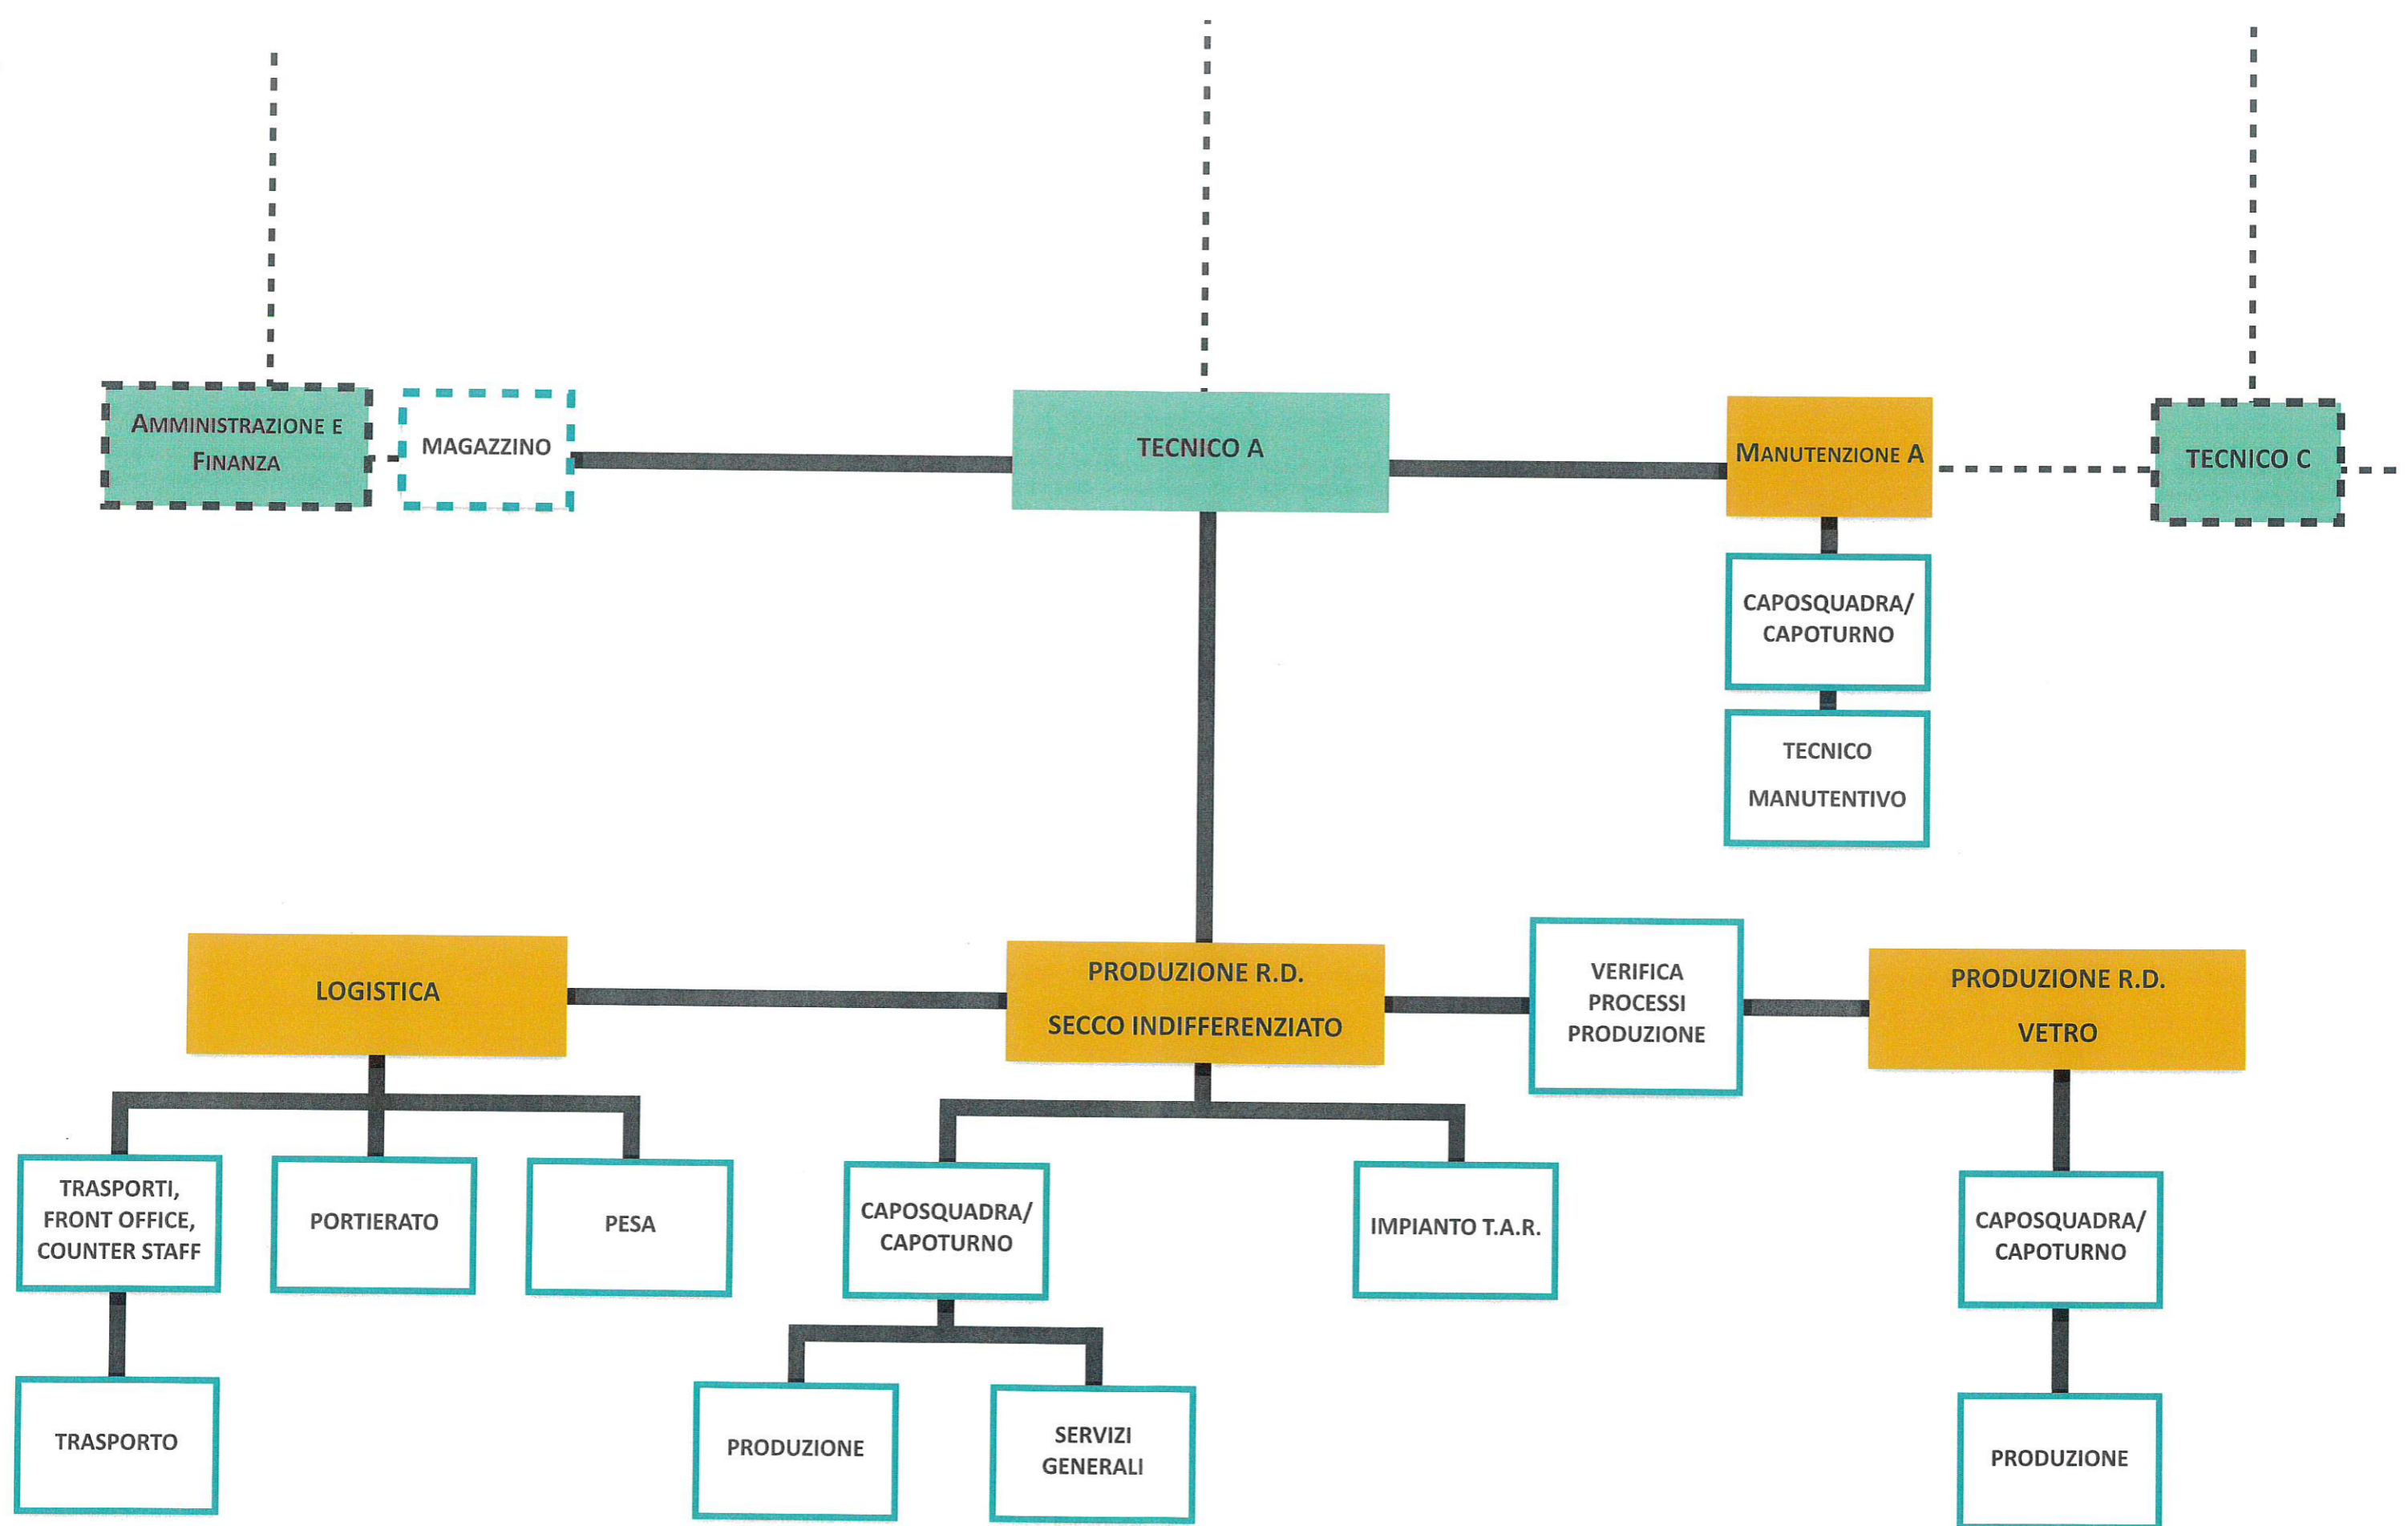 AMMINISTRAZIONE E
FINANZA
MAGAZZINO
TECNICO A
MANUTENZIONE A
TECNICO C
CAPOSQUADRA/
CAPOTURNO
TECNICO
MANUTENTIVO
LOGISTICA
PRODUZIONE R.D.
SECCO INDIFFERENZIATO
VERIFICA
PROCESSI
PRODUZIONE
PRODUZIONE R.D.
VETRO
TRASPORTI,
FRONT OFFICE,
COUNTER STAFF
PORTIERATO
PESA
CAPOSQUADRA/
CAPOTURNO
IMPIANTO T.A.R.
CAPOSQUADRA/
CAPOTURNO
TRASPORTO
PRODUZIONE
SERVIZI
GENERALI
PRODUZIONE